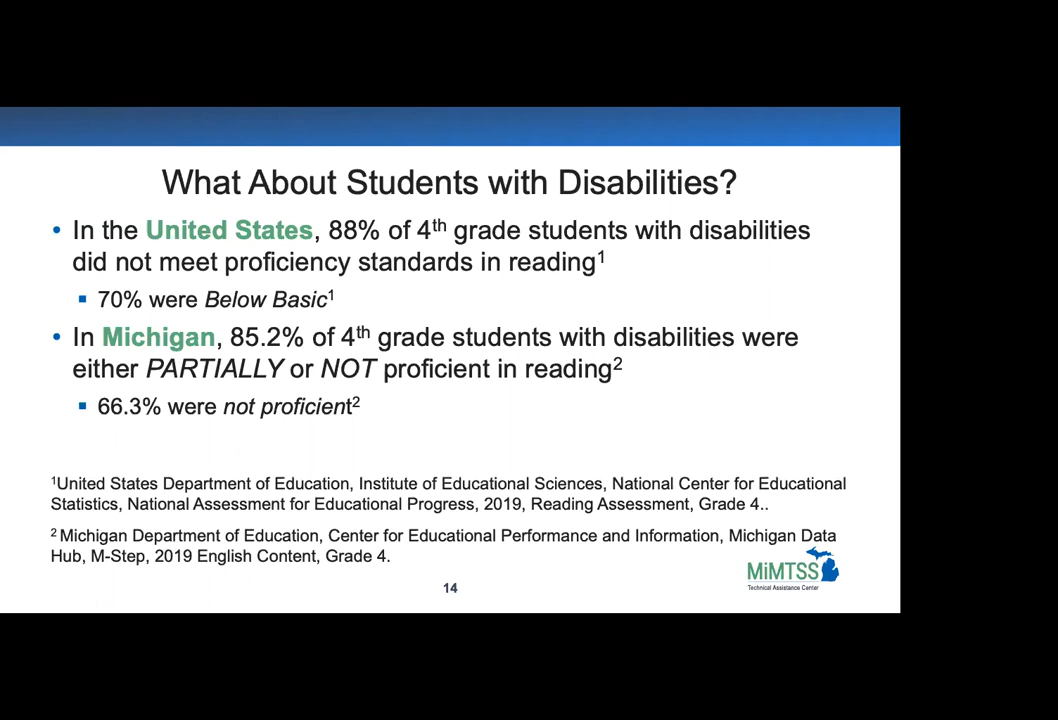 What About Students with Disabilities?
• In the United States, 88% of 4th grade students with disabilities
did not meet proficiency standards in reading1
▪ 70% were Below Basic1
• In Michigan, 85.2% of 4th grade students with disabilities were
either PARTIALLY or NOT proficient in reading2
▪ 66.3% were not proficient2
1United States Department of Education, Institute of Educational Sciences, National Center for Educational
Statistics, National Assessment for Educational Progress, 2019, Reading Assessment, Grade 4..
2 Michigan Department of Education, Center for Educational Performance and Information, Michigan Data
Hub, M-Step, 2019 English Content, Grade 4.
14
MiMTSS
Technical Assistance Center